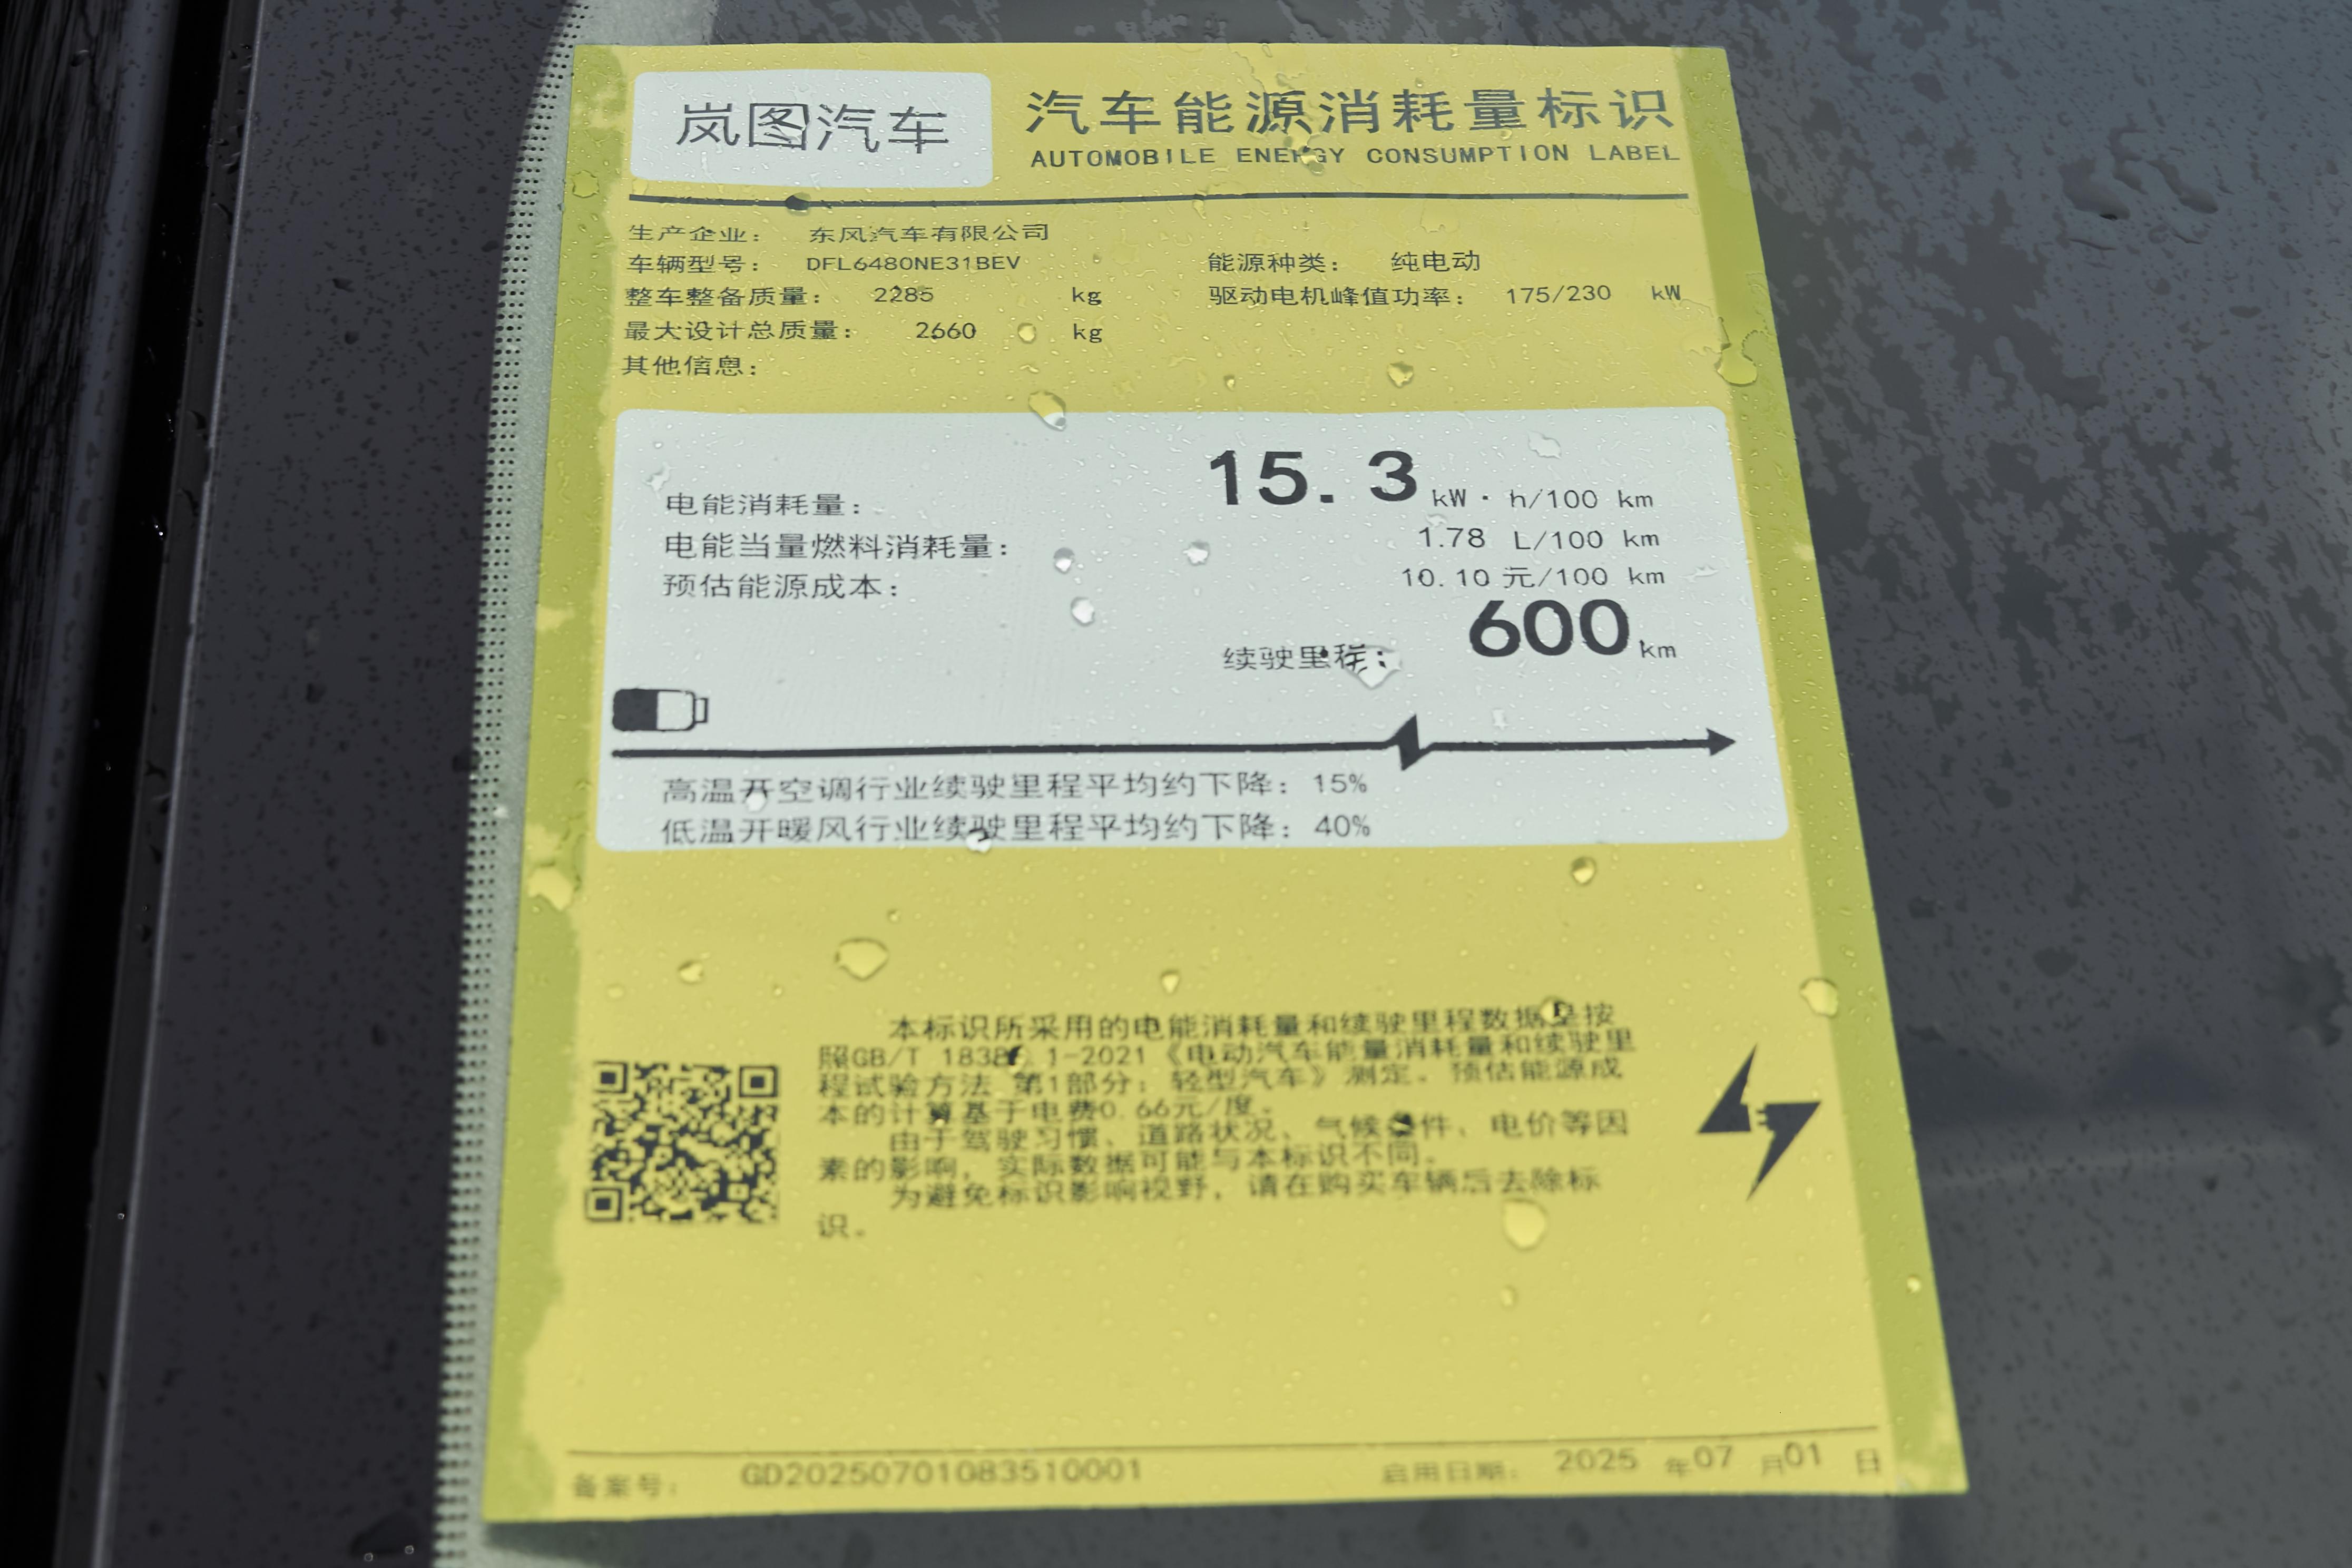 岚图汽车
汽车能源消耗量标识
AUTOMOBILE ENERGY CONSUMPTION LABEL
生产企业： 东风汽车有限公司
车辆型号： DFL6480NE31BEV 能源种类： 纯电动
整车整备质量： 2285 kg 驱动电机峰值功率： 175/230 kW
最大设计总质量： 2660 kg
其他信息：
电能消耗量： 15.3 kW·h/100 km
电能当量燃料消耗量： 1.78 L/100 km
预估能源成本： 10.10 元/100 km
续驶里程： 600 km
高温开空调行业续驶里程平均约下降：15%
低温开暖风行业续驶里程平均约下降：40%
本标识所采用的电能消耗量和续驶里程数据是按
照GB/T 18386.1-2021《电动汽车能量消耗量和续驶里
程试验方法 第1部分：轻型汽车》测定。预估能源成
本的计算基于电费0.66元/度。
由于驾驶习惯、道路状况、气候条件、电价等因
素的影响，实际数据可能与本标识不同。
为避免标识影响视野，请在购买车辆后去除标
识。
备案号： GD20250701083510001 启用日期： 2025 年07 月01 日